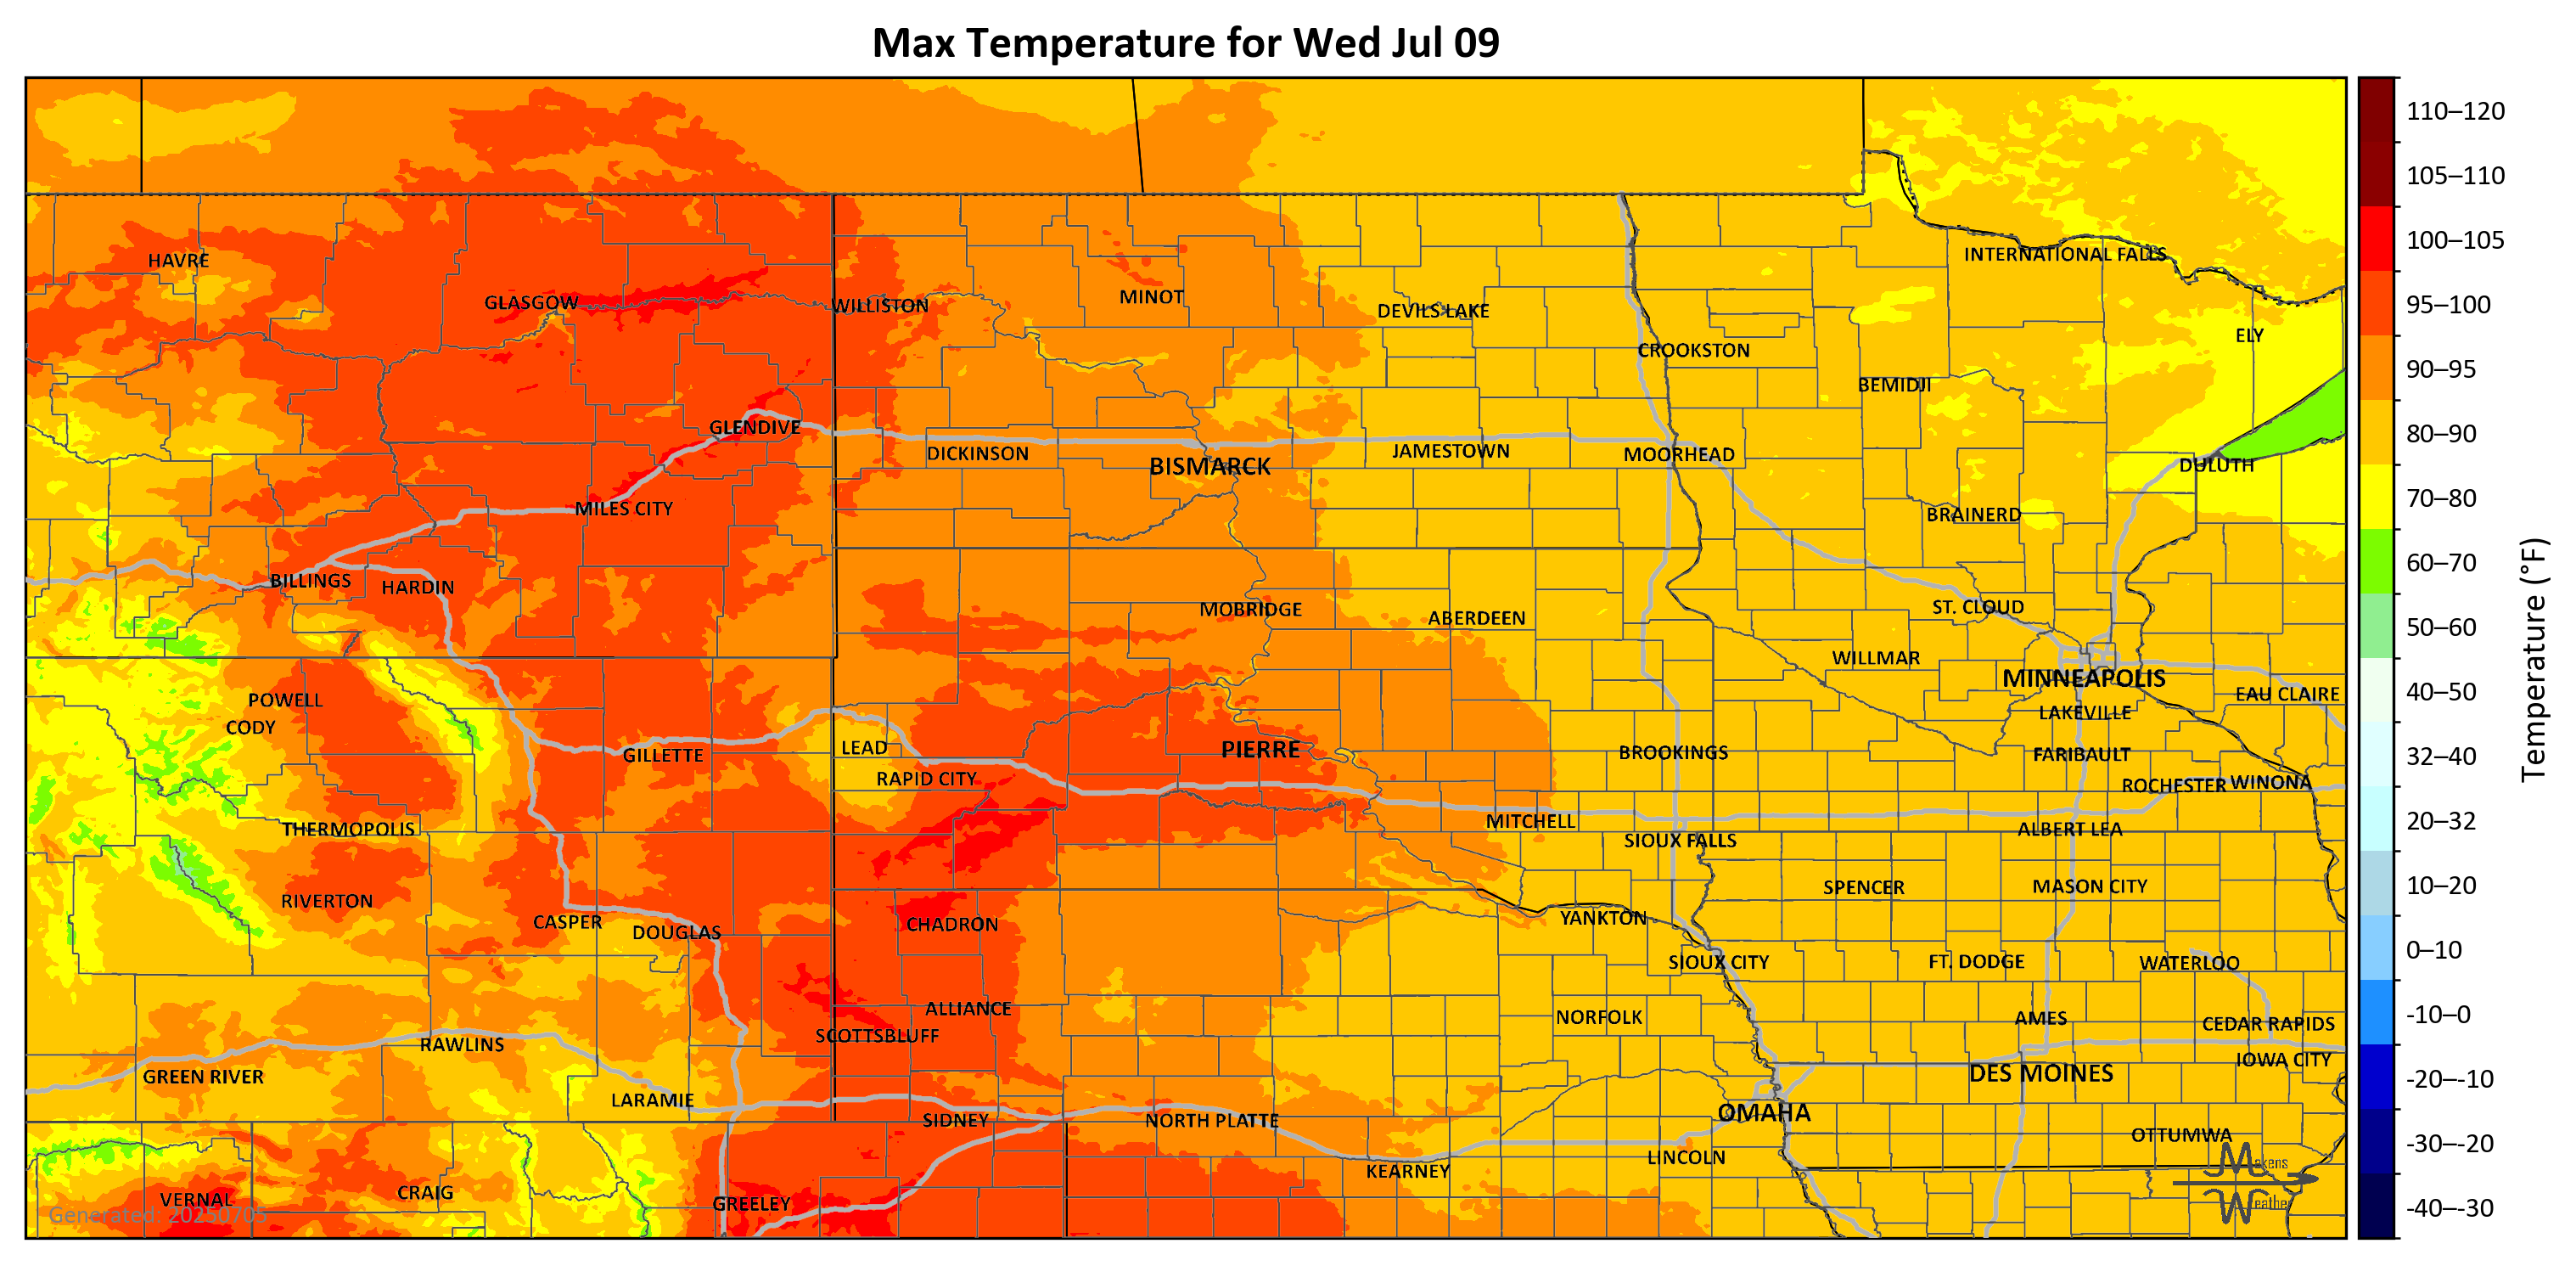 Max Temperature for Wed Jul 09
110–120
105–110
100–105
95–100
90–95
80–90
70–80
60–70
50–60
40–50
32–40
20–32
10–20
0–10
-10–0
-20–-10
-30–-20
-40–-30
Temperature (°F)
HAVRE
INTERNATIONAL FALLS
GLASGOW
WILLISTON
MINOT
DEVILS LAKE
ELY
CROOKSTON
BEMIDJI
GLENDIVE
DICKINSON
BISMARCK
JAMESTOWN
MOORHEAD
DULUTH
MILES CITY
BRAINERD
BILLINGS
HARDIN
MOBRIDGE
ABERDEEN
ST. CLOUD
WILLMAR
MINNEAPOLIS
EAU CLAIRE
POWELL
CODY
LAKEVILLE
GILLETTE
LEAD
PIERRE
BROOKINGS
FARIBAULT
RAPID CITY
ROCHESTER
WINONA
THERMOPOLIS
MITCHELL
SIOUX FALLS
ALBERT LEA
RIVERTON
SPENCER
MASON CITY
CASPER
DOUGLAS
CHADRON
YANKTON
SIOUX CITY
FT. DODGE
WATERLOO
ALLIANCE
NORFOLK
AMES
CEDAR RAPIDS
SCOTTSBLUFF
RAWLINS
IOWA CITY
GREEN RIVER
DES MOINES
LARAMIE
SIDNEY
NORTH PLATTE
OMAHA
OTTUMWA
LINCOLN
KEARNEY
VERNAL
CRAIG
GREELEY
Generated: 20250705
Makens
Weather